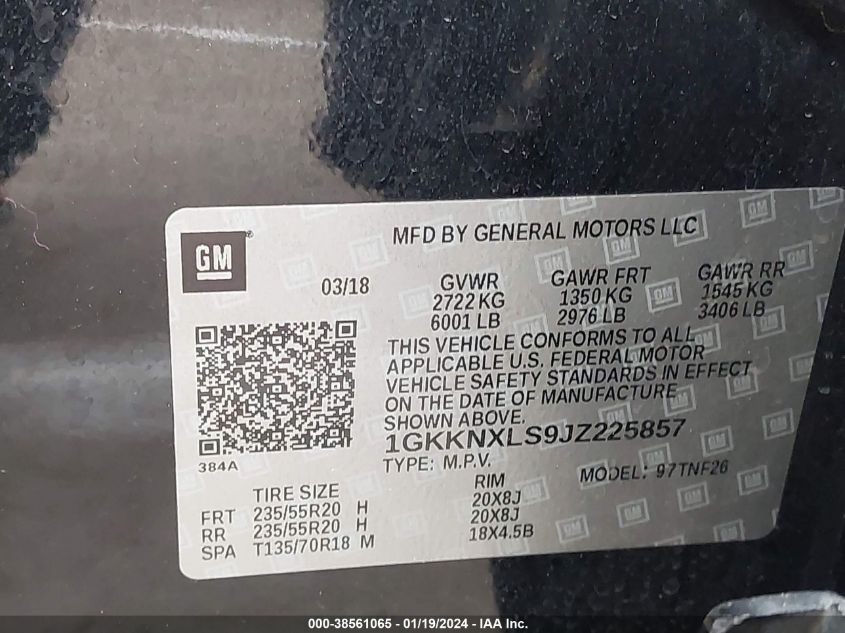 MFD BY GENERAL MOTORS LLC
GM
®
03/18
GVWR GAWR FRT GAWR RR
2722 KG 1350 KG 1545 KG
6001 LB 2976 LB 3406 LB
THIS VEHICLE CONFORMS TO ALL
APPLICABLE U.S. FEDERAL MOTOR
VEHICLE SAFETY STANDARDS IN EFFECT
ON THE DATE OF MANUFACTURE
SHOWN ABOVE.
1GKKNXLS9JZ225857
384A
TYPE: M.P.V. MODEL: 97TNF26
TIRE SIZE RIM
FRT 235/55R20 H 20X8J
RR 235/55R20 H 20X8J
SPA T135/70R18 M 18X4.5B
000-38561065 - 01/19/2024 - IAA Inc.